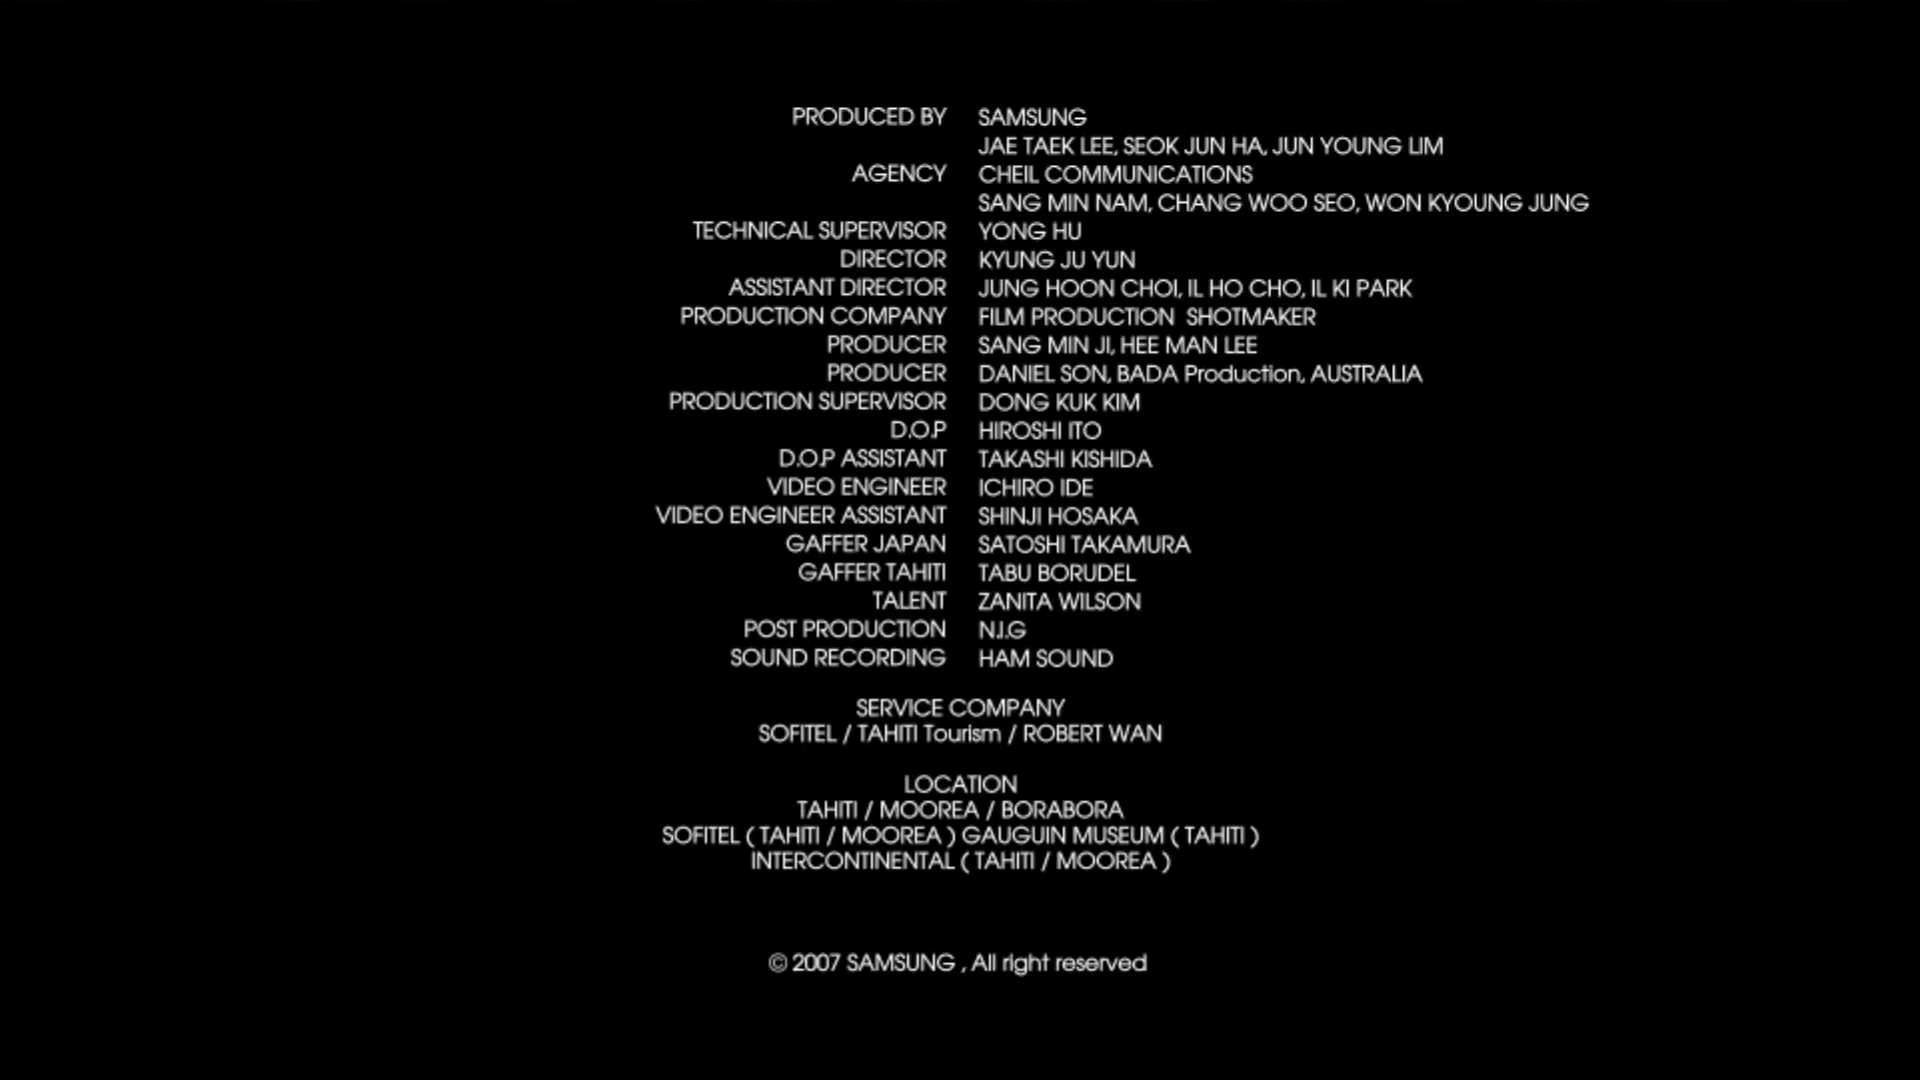 PRODUCED BY SAMSUNG
JAE TAEK LEE, SEOK JUN HA, JUN YOUNG LIM
AGENCY CHEIL COMMUNICATIONS
SANG MIN NAM, CHANG WOO SEO, WON KYOUNG JUNG
TECHNICAL SUPERVISOR YONG HU
DIRECTOR KYUNG JU YUN
ASSISTANT DIRECTOR JUNG HOON CHOI, IL HO CHO, IL KI PARK
PRODUCTION COMPANY FILM PRODUCTION SHOTMAKER
PRODUCER SANG MIN JI, HEE MAN LEE
PRODUCER DANIEL SON, BADA Production, AUSTRALIA
PRODUCTION SUPERVISOR DONG KUK KIM
D.O.P HIROSHI ITO
D.O.P ASSISTANT TAKASHI KISHIDA
VIDEO ENGINEER ICHIRO IDE
VIDEO ENGINEER ASSISTANT SHINJI HOSAKA
GAFFER JAPAN SATOSHI TAKAMURA
GAFFER TAHITI TABU BORUDEL
TALENT ZANITA WILSON
POST PRODUCTION N.I.G
SOUND RECORDING HAM SOUND
SERVICE COMPANY
SOFITEL / TAHITI Tourism / ROBERT WAN
LOCATION
TAHITI / MOOREA / BORABORA
SOFITEL ( TAHITI / MOOREA ) GAUGUIN MUSEUM ( TAHITI )
INTERCONTINENTAL ( TAHITI / MOOREA )
© 2007 SAMSUNG , All right reserved